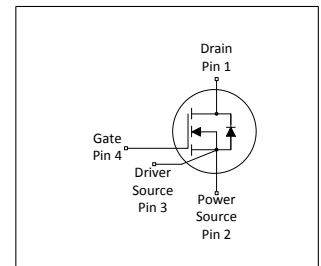 Drain
Pin 1
Gate
Pin 4
Driver
Source
Pin 3
Power
Source
Pin 2